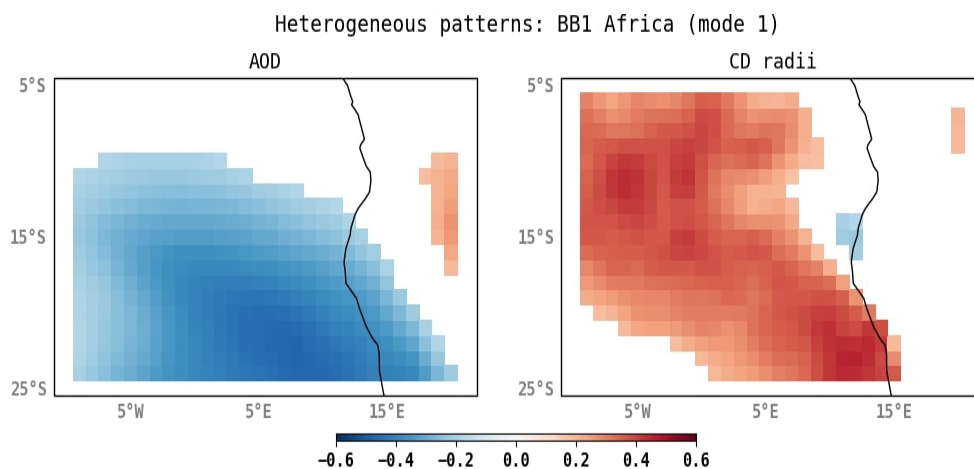 Heterogeneous patterns: BB1 Africa (mode 1)
AOD
CD radii
5°S
15°S
25°S
5°W
5°E
15°E
5°S
15°S
25°S
5°W
5°E
15°E
−0.6 −0.4 −0.2 0.0 0.2 0.4 0.6